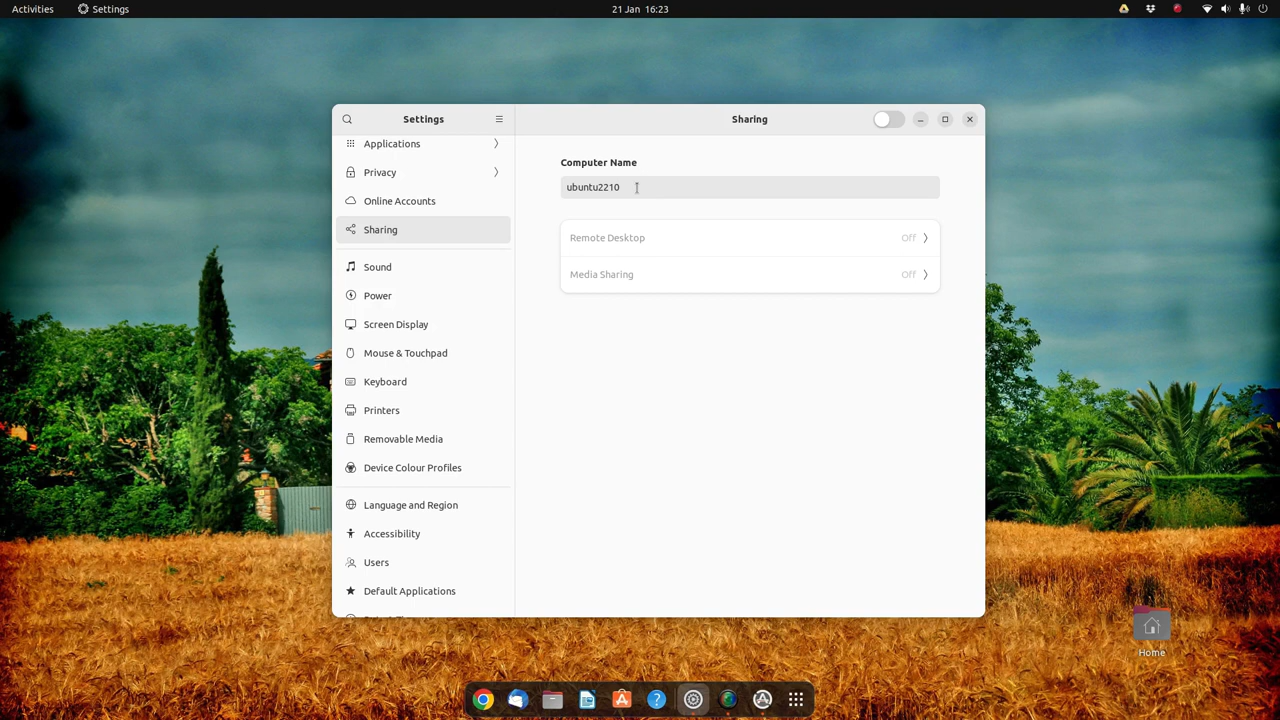 Activities
Settings
21 Jan 16:23
Settings
Sharing
Applications
Privacy
Online Accounts
Sharing
Sound
Power
Screen Display
Mouse & Touchpad
Keyboard
Printers
Removable Media
Device Colour Profiles
Language and Region
Accessibility
Users
Default Applications
Computer Name
ubuntu2210
Remote Desktop Off
Media Sharing Off
Home